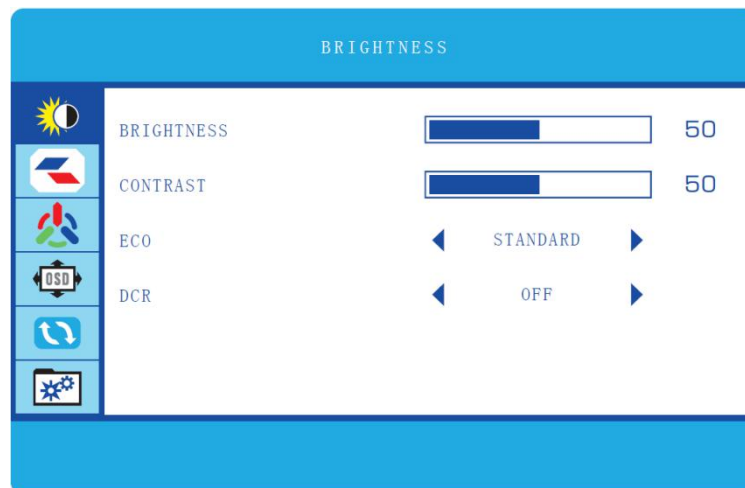 BRIGHTNESS
BRIGHTNESS 50
CONTRAST 50
ECO STANDARD
OSD
DCR OFF